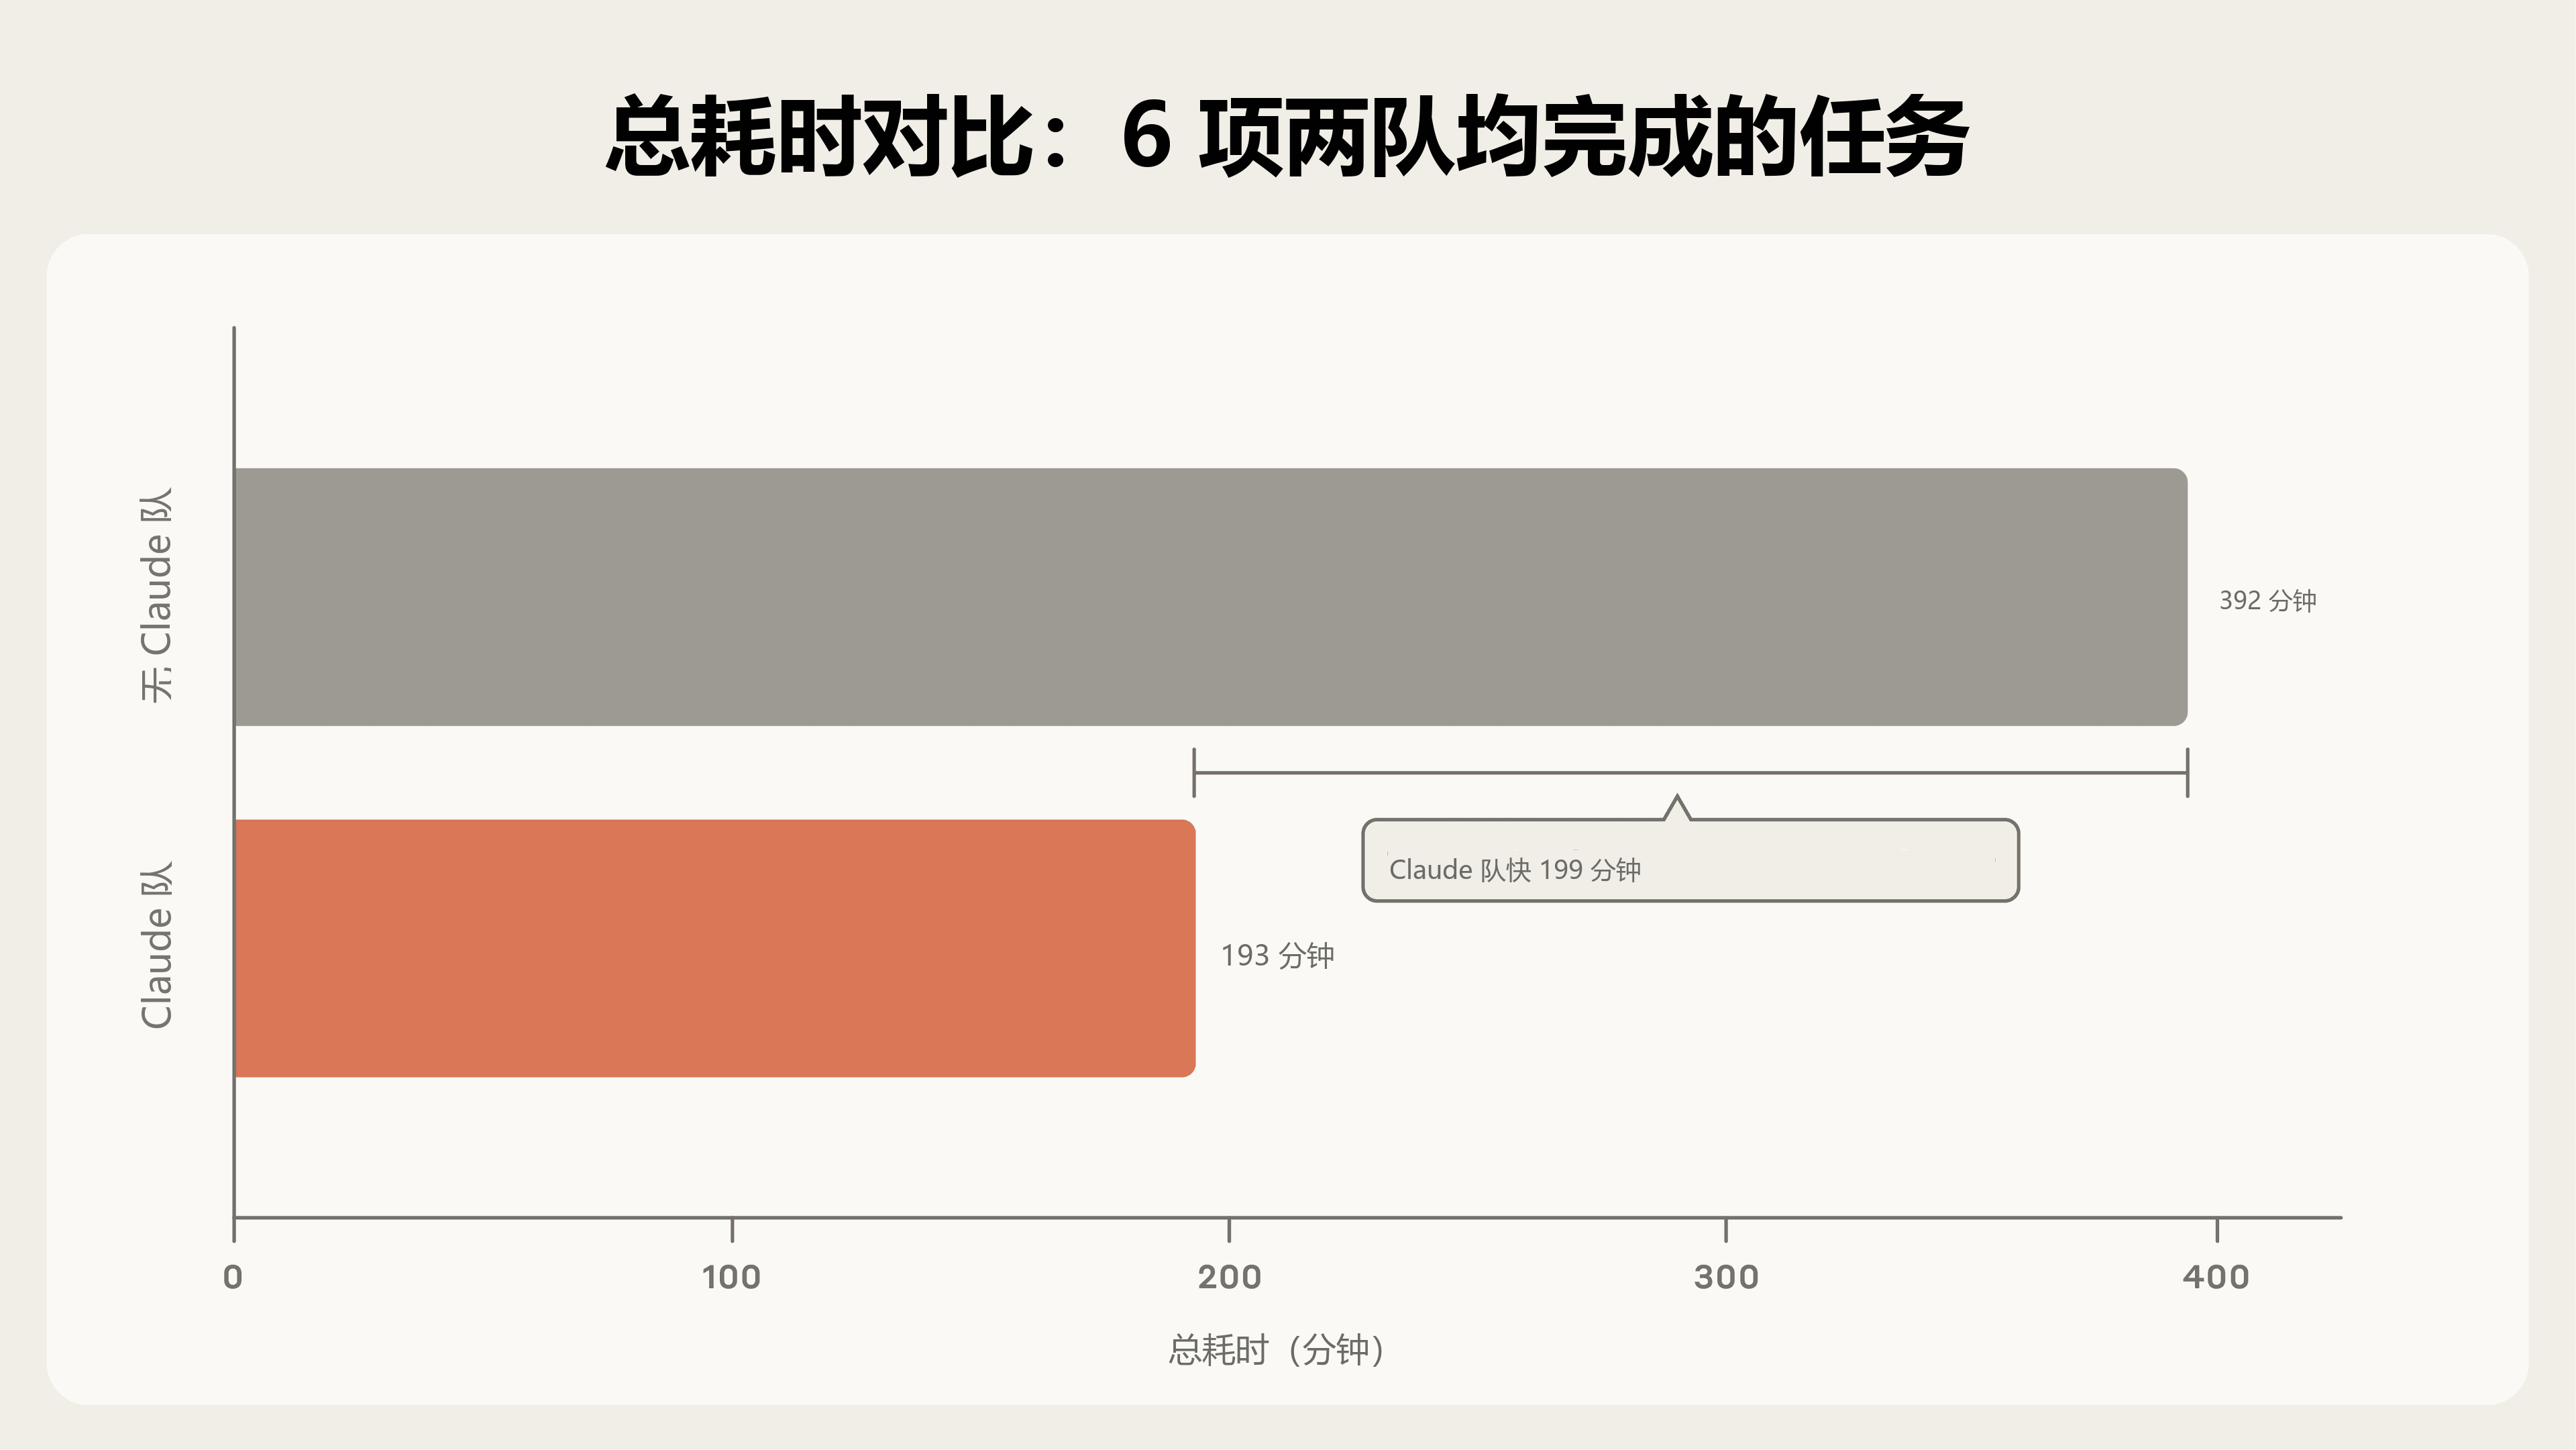 总耗时对比：6 项两队均完成的任务
无 Claude 队
392 分钟
Claude 队快 199 分钟
Claude 队
193 分钟
0 100 200 300 400
总耗时（分钟）